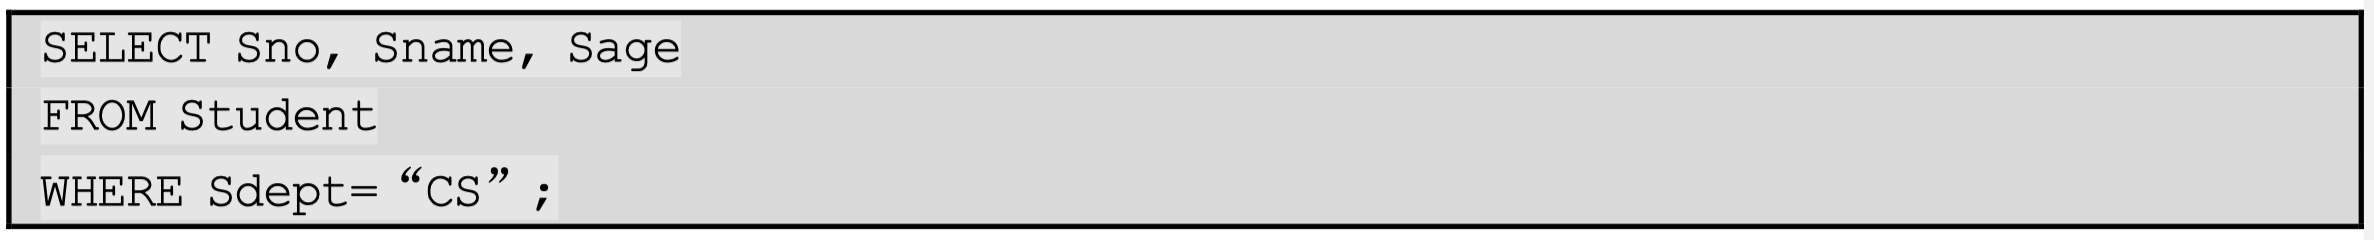 SELECT Sno, Sname, Sage
FROM Student
WHERE Sdept= “CS” ;